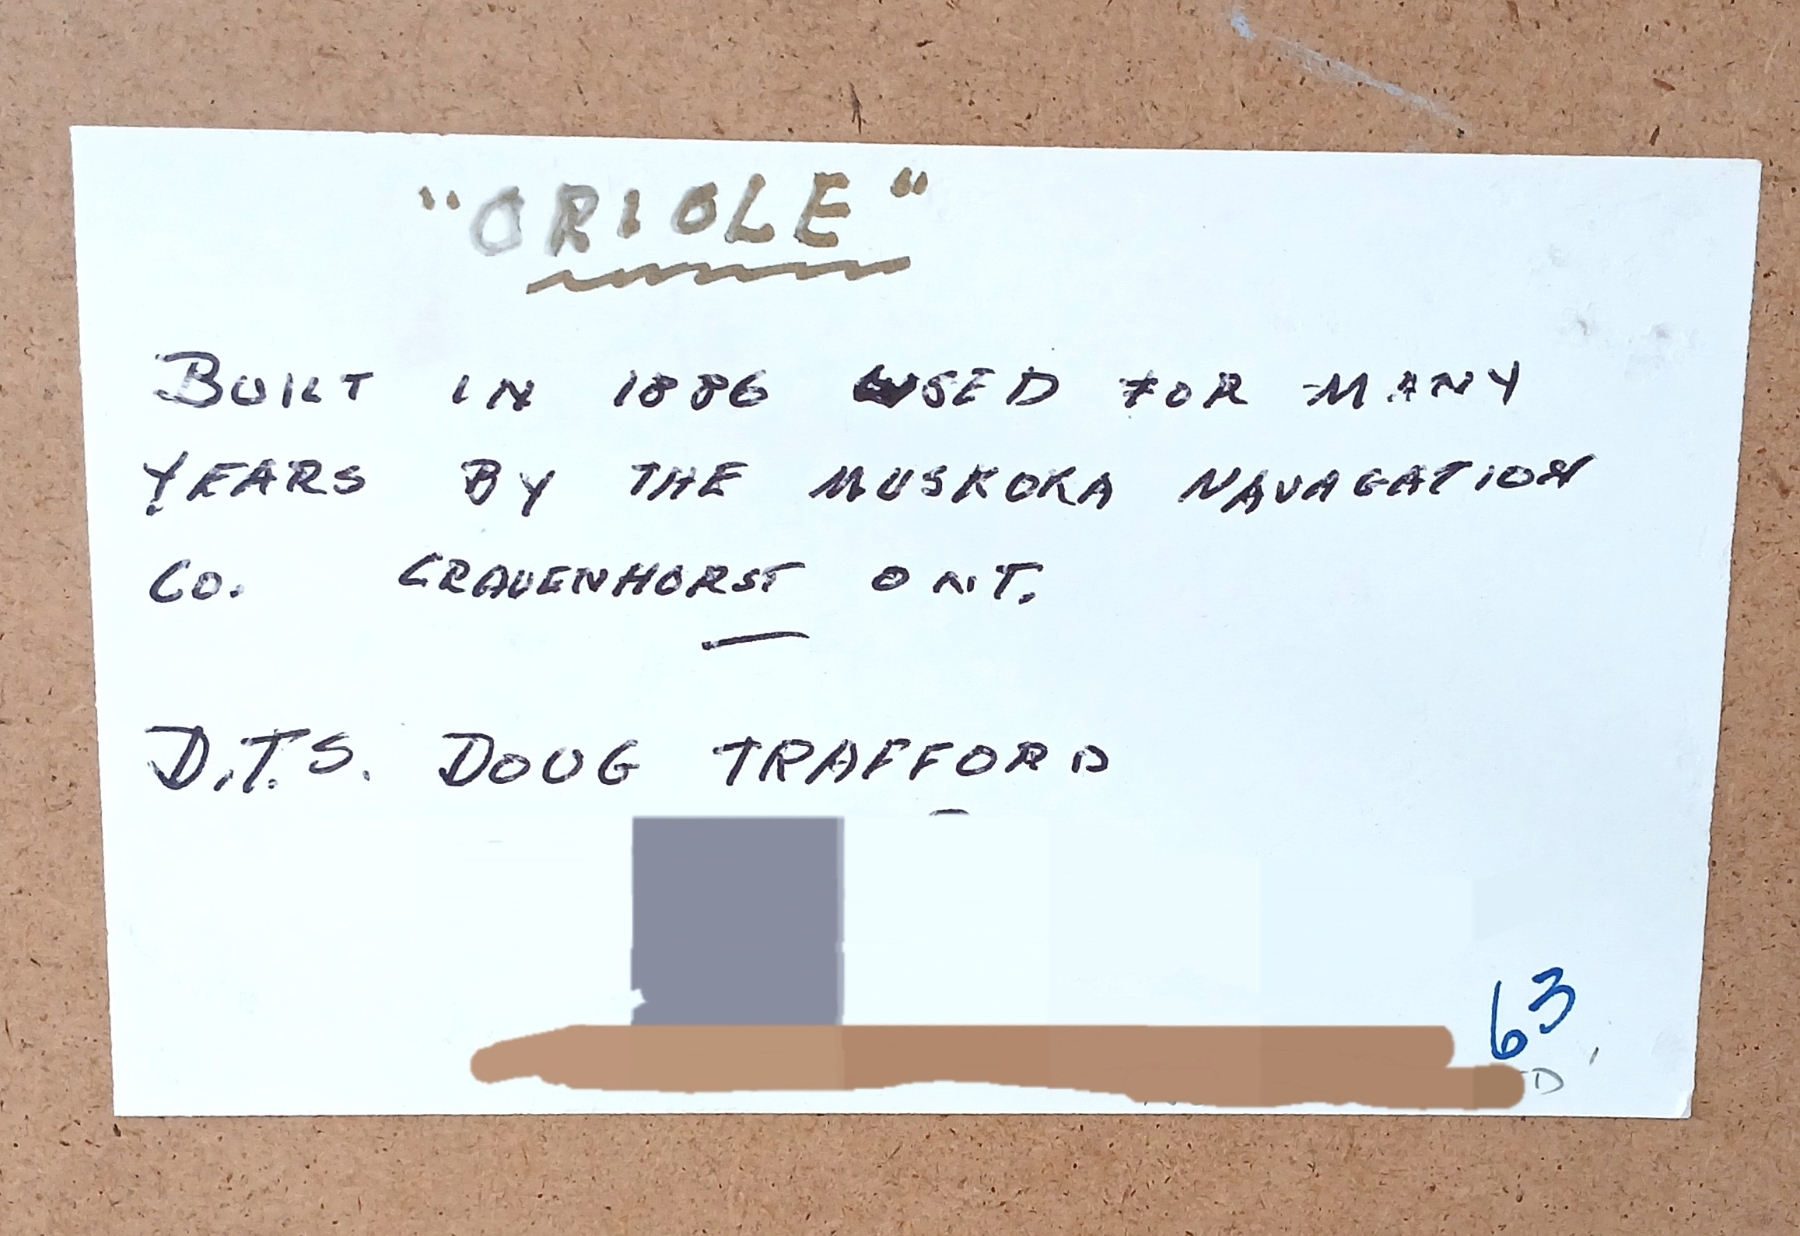 "ORIOLE"
BUILT IN 1886 USED FOR MANY
YEARS BY THE MUSKOKA NAVAGATION
CO. GRAVENHORST ONT.
D.T.S. DOUG TRAFFORD
63